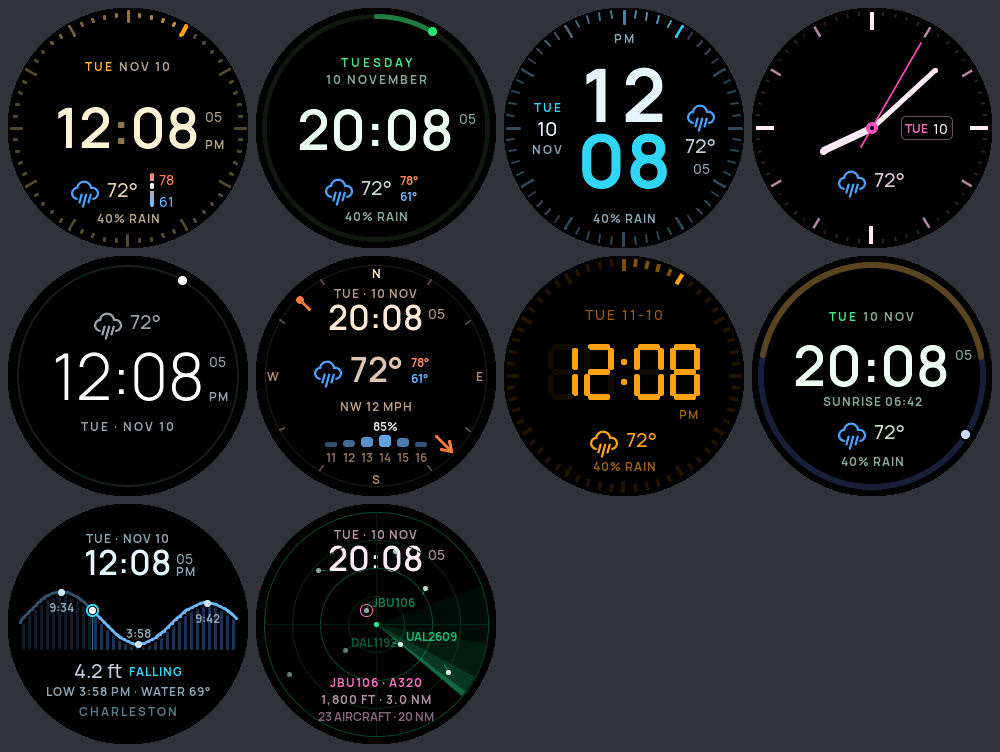 TUE NOV 10
12:08 05 PM
72° 78 61
40% RAIN
TUESDAY
10 NOVEMBER
20:08 05
72° 78° 61°
40% RAIN
PM
12
08
TUE
10
NOV
72°
05
40% RAIN
TUE 10
72°
72°
12:08 05 PM
TUE · 10 NOV
N
TUE · 10 NOV
20:08 05
72° 78° 61°
W E
NW 12 MPH
85%
11 12 13 14 15 16
S
TUE 11-10
12:08
PM
72°
40% RAIN
TUE 10 NOV
20:08 05
SUNRISE 06:42
72°
40% RAIN
TUE · NOV 10
12:08 05 PM
9:34
9:42
3:58
4.2 ft FALLING
LOW 3:58 PM · WATER 69°
CHARLESTON
TUE · 10 NOV
20:08 05
JBU106
DAL1192 UAL2609
JBU106 · A320
1,800 FT · 3.0 NM
23 AIRCRAFT · 20 NM